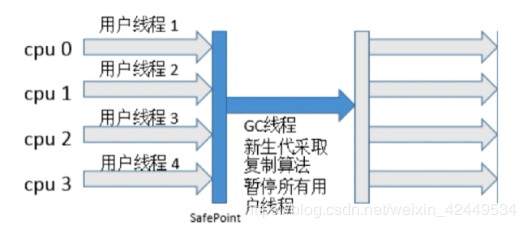 用户线程 1
cpu 0
用户线程 2
cpu 1
用户线程 3
cpu 2
用户线程 4
cpu 3
GC线程
新生代采取
复制算法
暂停所有用
户线程
SafePoint
https://blog.csdn.net/weixin_42449534